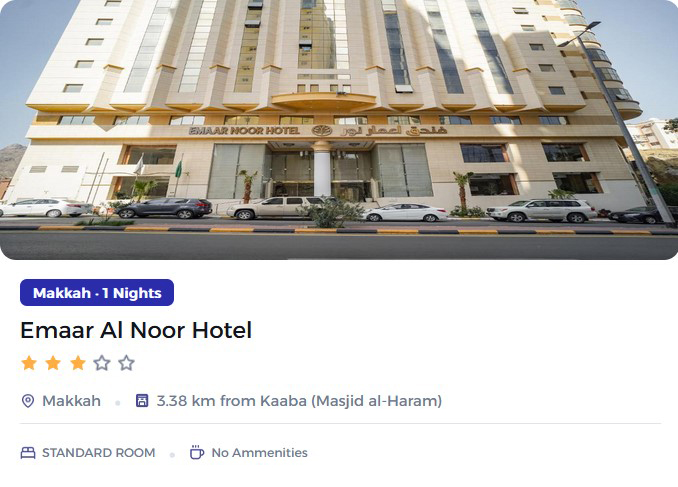 EMAAR NOOR HOTEL فندق اعمار نور
Makkah · 1 Nights
Emaar Al Noor Hotel
Makkah
3.38 km from Kaaba (Masjid al-Haram)
STANDARD ROOM
No Ammenities